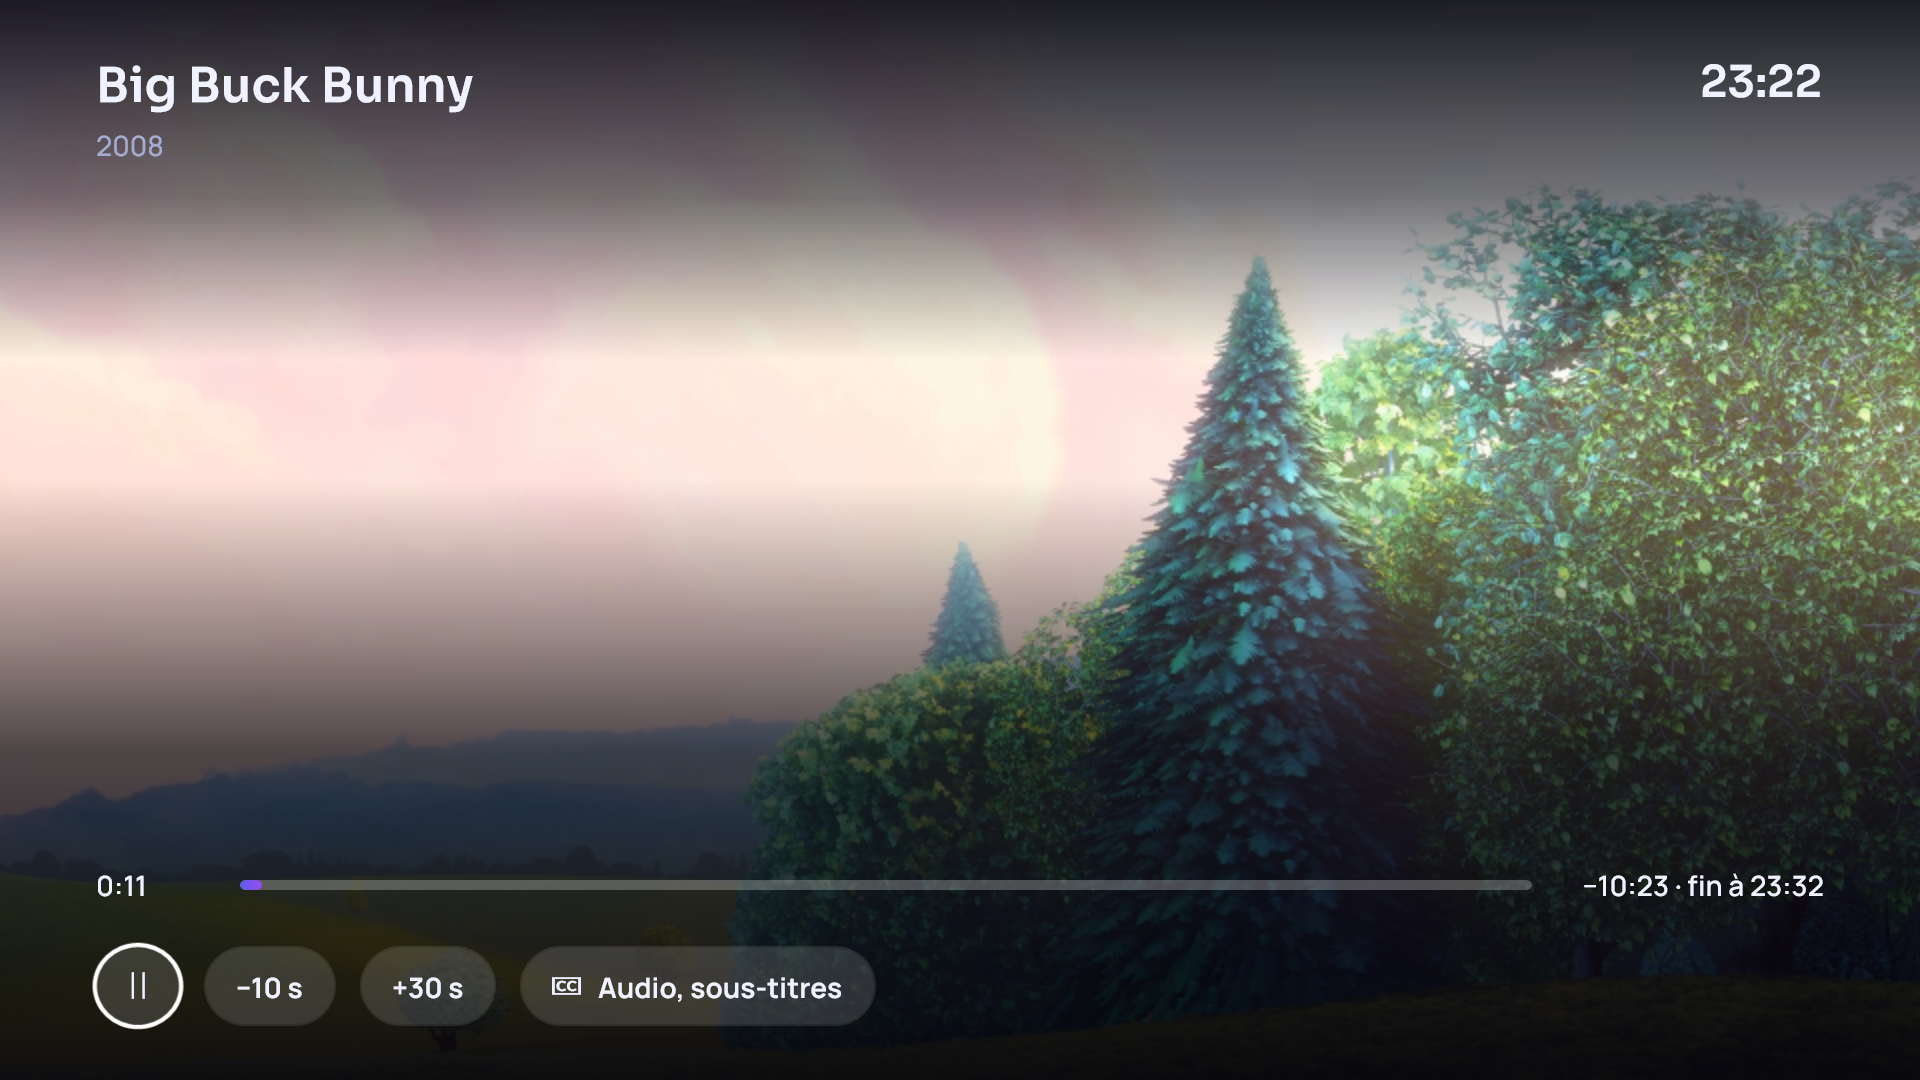 Big Buck Bunny
23:22
2008
0:11
−10:23 · fin à 23:32
−10 s
+30 s
CC Audio, sous-titres